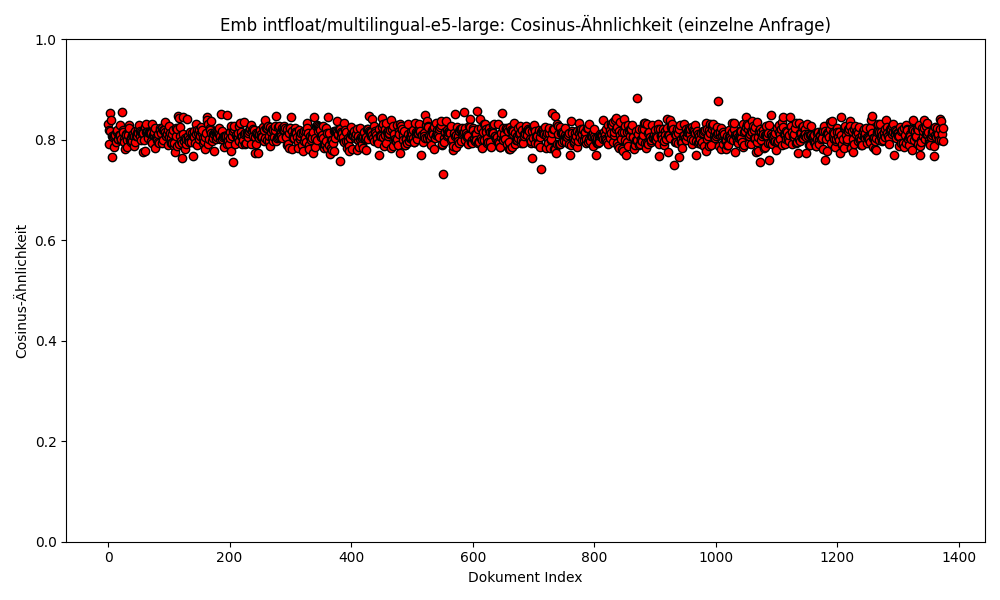 Emb intfloat/multilingual-e5-large: Cosinus-Ähnlichkeit (einzelne Anfrage)
1.0
0.8
0.6
0.4
0.2
0.0
Cosinus-Ähnlichkeit
0 200 400 600 800 1000 1200 1400
Dokument Index